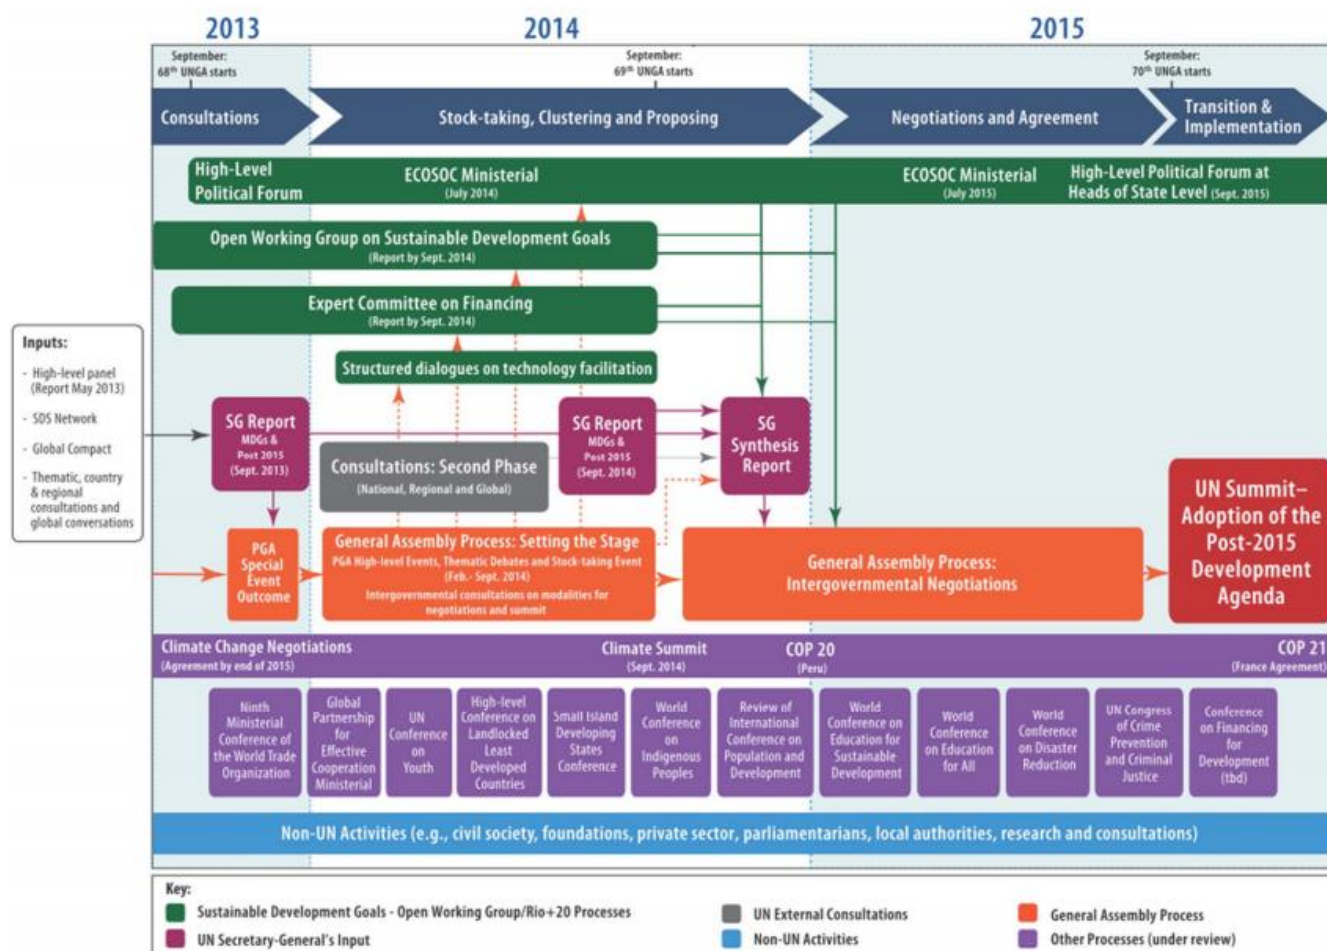 2013
2014
2015
September:
68th UNGA starts
September:
69th UNGA starts
September:
70th UNGA starts
Consultations
Stock-taking, Clustering and Proposing
Negotiations and Agreement
Transition &
Implementation
High-Level
Political Forum
ECOSOC Ministerial
(July 2014)
ECOSOC Ministerial
(July 2015)
High-Level Political Forum at
Heads of State Level (Sept. 2015)
Open Working Group on Sustainable Development Goals
(Report by Sept. 2014)
Expert Committee on Financing
(Report by Sept. 2014)
Structured dialogues on technology facilitation
Inputs:
- High-level panel
(Report May 2013)
- SDS Network
- Global Compact
- Thematic, country
& regional
consultations and
global conversations
SG Report
MDGs &
Post 2015
(Sept. 2013)
Consultations: Second Phase
(National, Regional and Global)
SG Report
MDGs &
Post 2015
(Sept. 2014)
SG
Synthesis
Report
UN Summit–
Adoption of the
Post-2015
Development
Agenda
PGA
Special
Event
Outcome
General Assembly Process: Setting the Stage
PGA High-level Events, Thematic Debates and Stock-taking Event
(Feb.- Sept. 2014)
Intergovernmental consultations on modalities for
negotiations and summit
General Assembly Process:
Intergovernmental Negotiations
Climate Change Negotiations
(Agreement by end of 2015)
Climate Summit
(Sept. 2014)
COP 20
(Peru)
COP 21
(France Agreement)
Ninth
Ministerial
Conference of
the World Trade
Organization
Global
Partnership
for
Effective
Cooperation
Ministerial
UN
Conference
on
Youth
High-level
Conference on
Landlocked
Least
Developed
Countries
Small Island
Developing
States
Conference
World
Conference
on
Indigenous
Peoples
Review of
International
Conference on
Population and
Development
World
Conference on
Education for
Sustainable
Development
World
Conference
on Education
for All
World
Conference
on Disaster
Reduction
UN Congress
of Crime
Prevention
and Criminal
Justice
Conference
on Financing
for
Development
(tbd)
Non-UN Activities (e.g., civil society, foundations, private sector, parliamentarians, local authorities, research and consultations)
Key:
Sustainable Development Goals - Open Working Group/Rio+20 Processes
UN External Consultations
General Assembly Process
UN Secretary-General's Input
Non-UN Activities
Other Processes (under review)